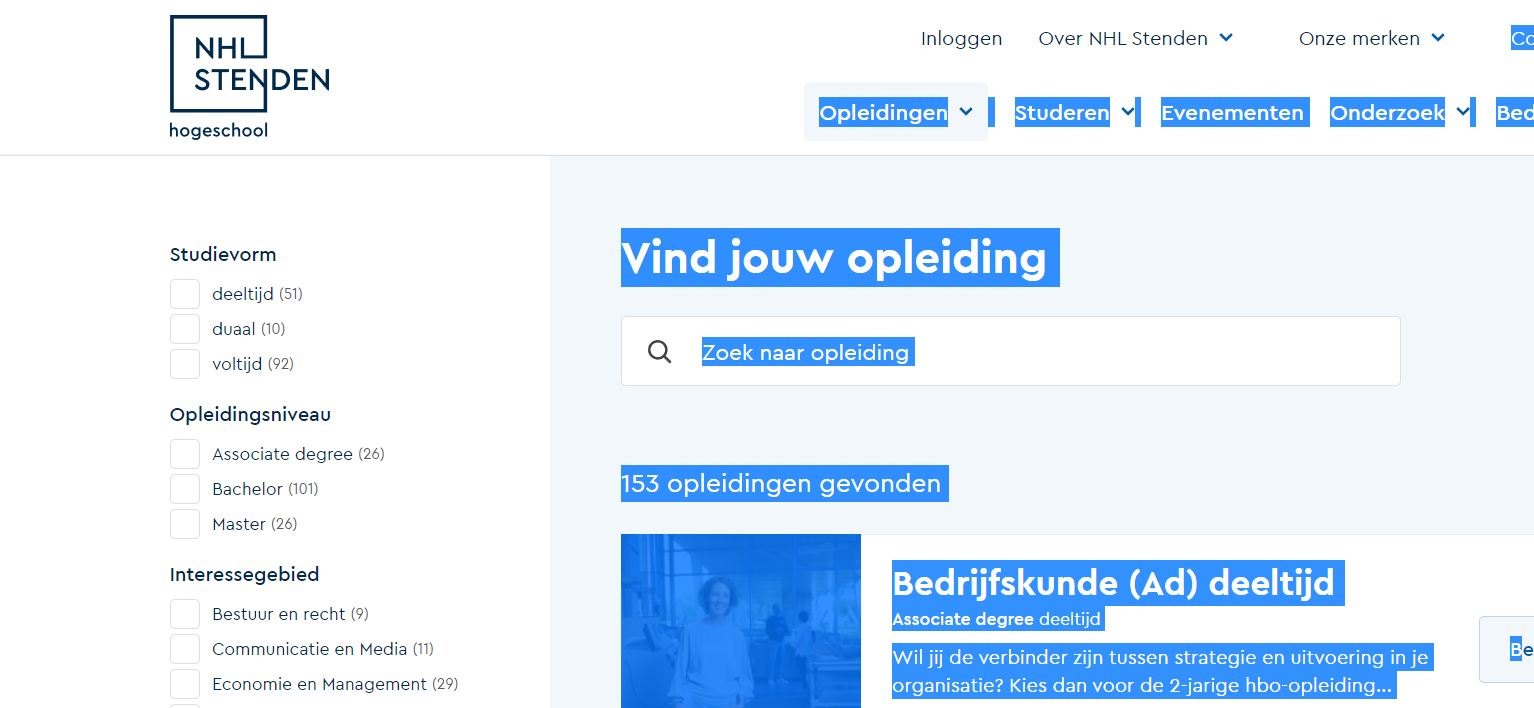 NHL
STENDEN
hogeschool
Inloggen Over NHL Stenden Onze merken
Opleidingen Studeren Evenementen Onderzoek
Studievorm
deeltijd (51)
duaal (10)
voltijd (92)
Opleidingsniveau
Associate degree (26)
Bachelor (101)
Master (26)
Interessegebied
Bestuur en recht (9)
Communicatie en Media (11)
Economie en Management (29)
Vind jouw opleiding
Zoek naar opleiding
153 opleidingen gevonden
Bedrijfskunde (Ad) deeltijd
Associate degree deeltijd
Wil jij de verbinder zijn tussen strategie en uitvoering in je
organisatie? Kies dan voor de 2-jarige hbo-opleiding...